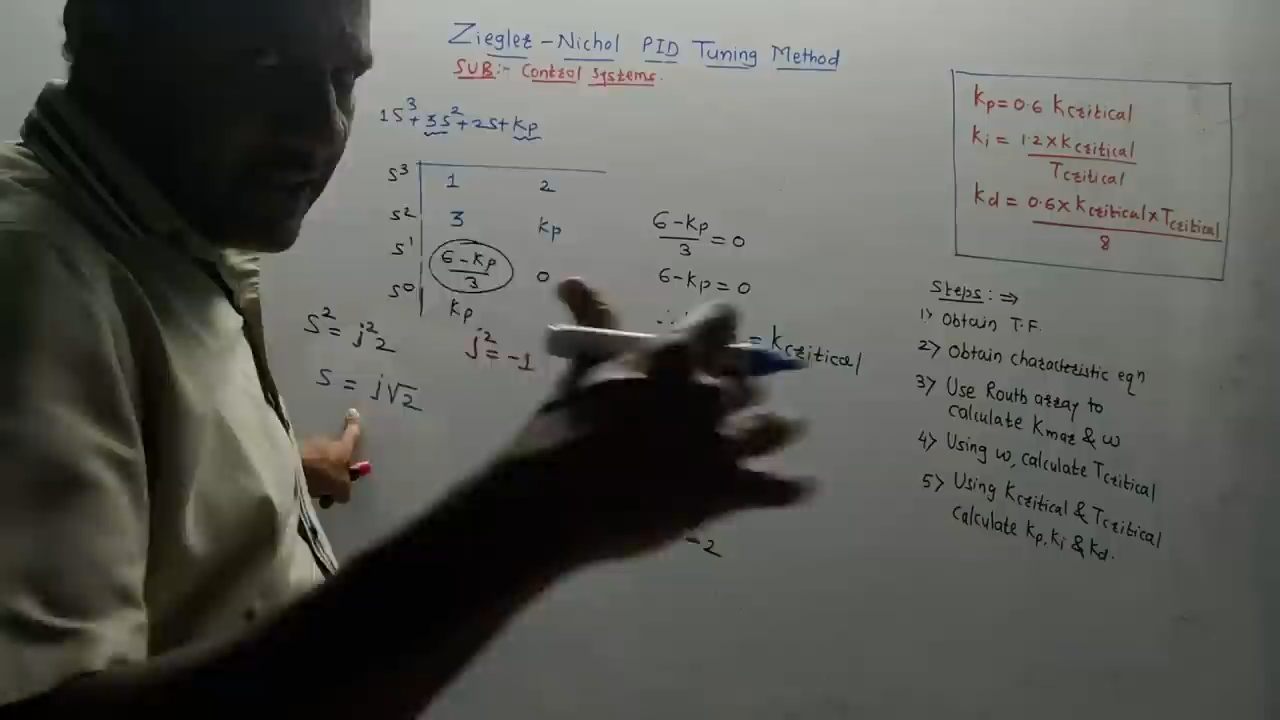 Ziegler-Nichol PID Tuning Method
SUB:- Control Systems.
1S³+3S²+2S+Kp
S³ 1 2
S² 3 Kp
S¹ 6-Kp/3 0
S⁰ Kp
S² = j²2
j² = -1
S = j√2
6-Kp/3 = 0
6-Kp = 0
∴ = Kcritical
-2
Kp = 0.6 Kcritical
Ki = 1.2×Kcritical/Tcritical
Kd = 0.6×Kcritical×Tcritical/8
Steps:⇒
1> Obtain T.F.
2> Obtain characteristic eqn
3> Use Routh array to
calculate Kmax & ω
4> Using ω, calculate Tcritical
5> Using Kcritical & Tcritical
calculate Kp, Ki & Kd.